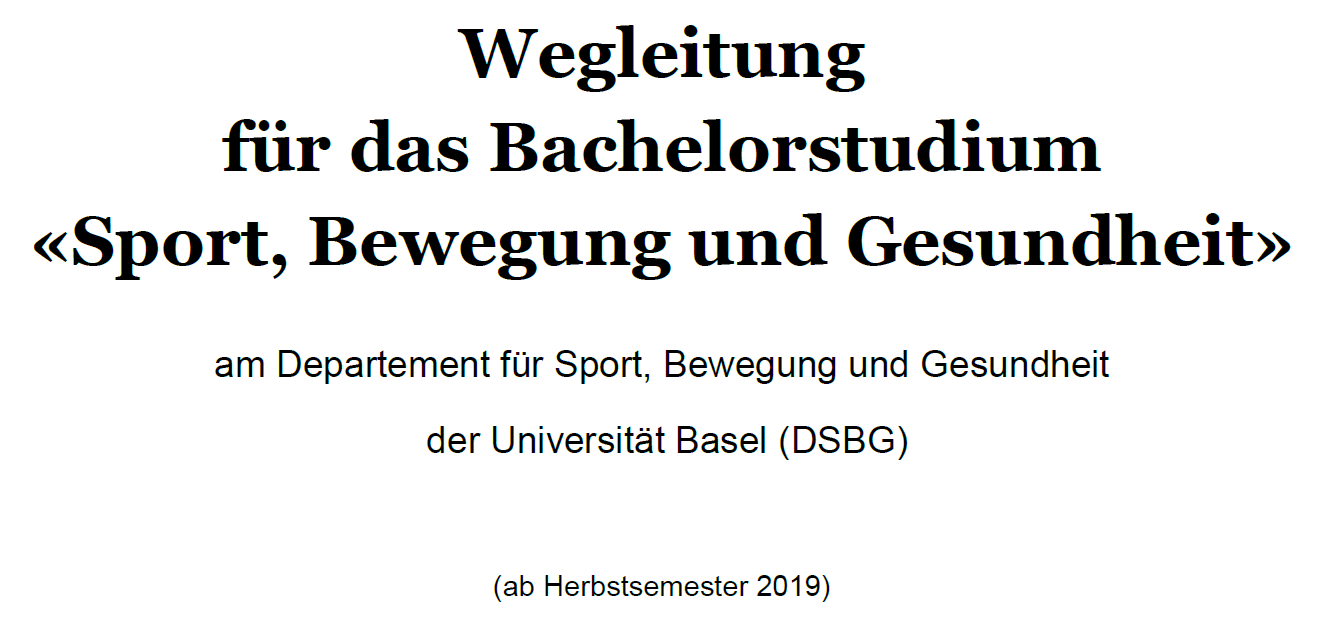 Wegleitung
für das Bachelorstudium
«Sport, Bewegung und Gesundheit»
am Departement für Sport, Bewegung und Gesundheit
der Universität Basel (DSBG)
(ab Herbstsemester 2019)